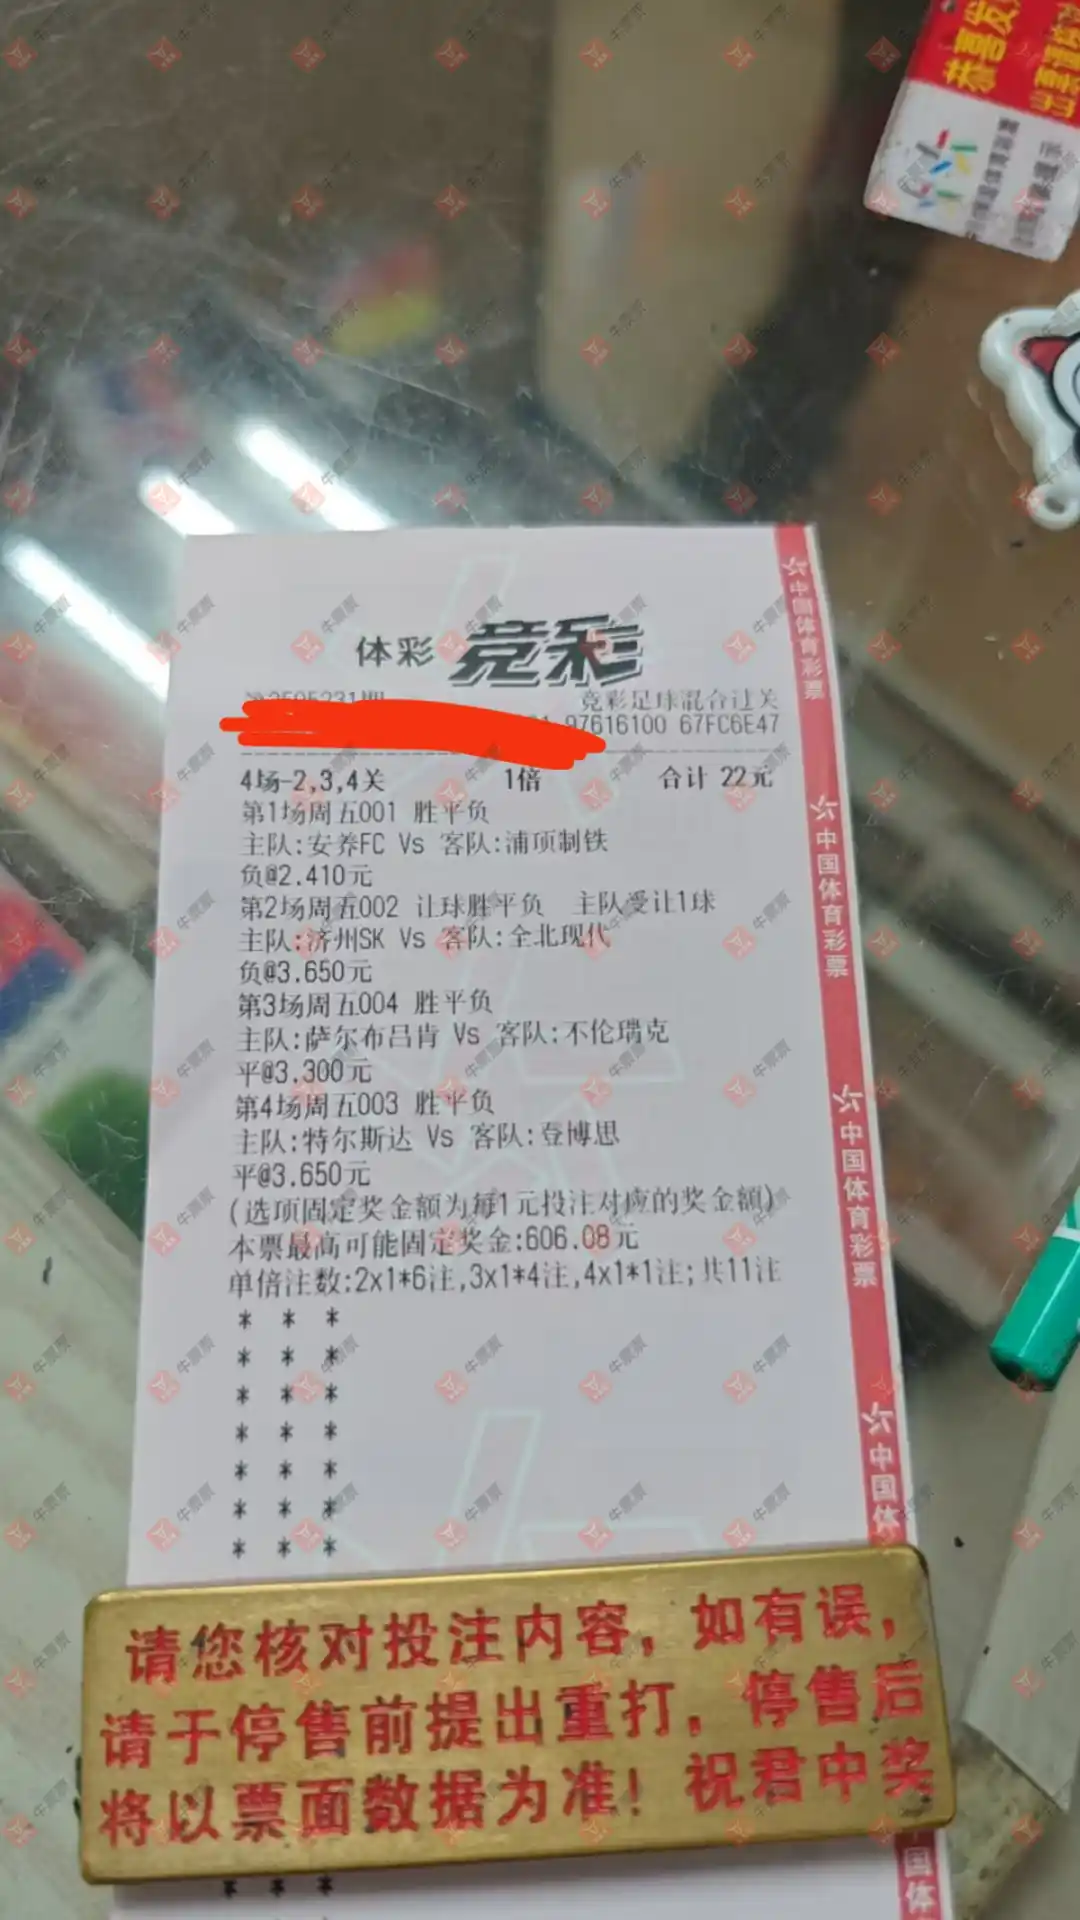 恭喜发
体彩 竞彩
竞彩足球混合过关
97616100 67FC6E47
4场-2,3,4关 1倍 合计 22元
第1场周五001 胜平负
主队:安养FC Vs 客队:浦项制铁
负@2.410元
第2场周五002 让球胜平负 主队受让1球
主队:济州SK Vs 客队:全北现代
负@3.650元
第3场周五004 胜平负
主队:萨尔布吕肯 Vs 客队:不伦瑞克
平@3.300元
第4场周五003 胜平负
主队:特尔斯达 Vs 客队:登博思
平@3.650元
(选项固定奖金额为每1元投注对应的奖金额)
本票最高可能固定奖金:606.08元
单倍注数:2x1*6注,3x1*4注,4x1*1注;共11注
* * *
* * *
* * *
* * *
* * *
* * *
* * *
请您核对投注内容，如有误，
请于停售前提出重打，停售后
将以票面数据为准！祝君中奖
* * *
中国体育彩票
中国体育彩票
中国体育彩票
中国体
国体
牛票票